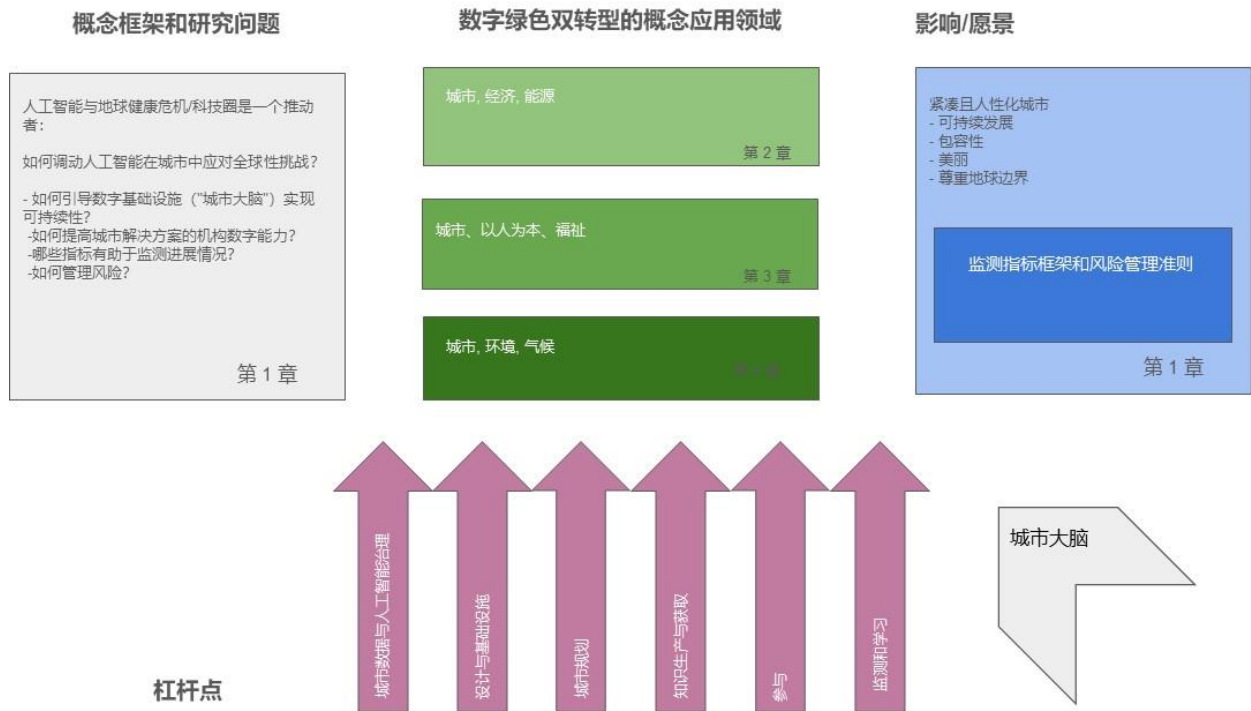 概念框架和研究问题
人工智能与地球健康危机/科技圈是一个推动
者：
如何调动人工智能在城市中应对全球性挑战？
- 如何引导数字基础设施（"城市大脑"）实现
可持续性？
-如何提高城市解决方案的机构数字能力？
-哪些指标有助于监测进展情况？
-如何管理风险？
第 1 章
数字绿色双转型的概念应用领域
城市, 经济, 能源
第 2 章
城市、以人为本、福祉
第 3 章
城市, 环境, 气候
影响/愿景
紧凑且人性化城市
- 可持续发展
- 包容性
- 美丽
- 尊重地球边界
监测指标框架和风险管理准则
第 1 章
杠杆点
城市数据与人工智能治理
设计与基础设施
城市规划
知识生产与获取
参与
监测和学习
城市大脑